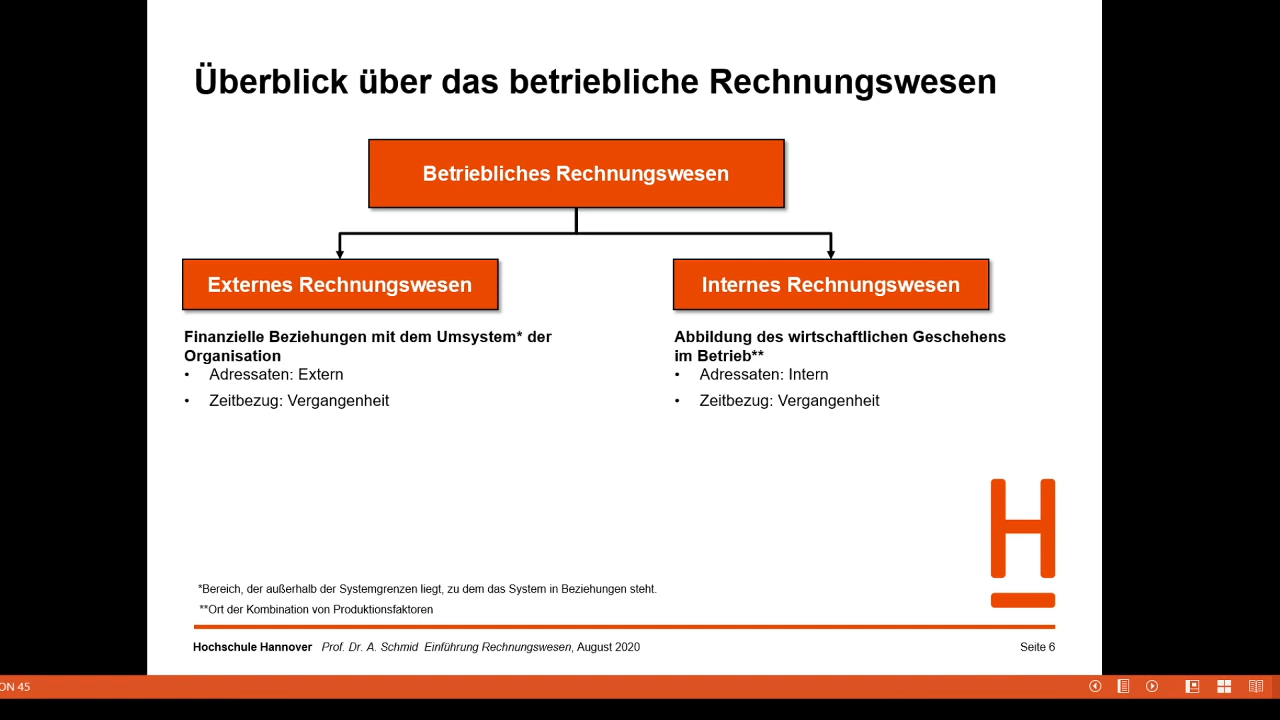 Überblick über das betriebliche Rechnungswesen
Betriebliches Rechnungswesen
Externes Rechnungswesen
Internes Rechnungswesen
Finanzielle Beziehungen mit dem Umsystem* der
Organisation
• Adressaten: Extern
• Zeitbezug: Vergangenheit
Abbildung des wirtschaftlichen Geschehens
im Betrieb**
• Adressaten: Intern
• Zeitbezug: Vergangenheit
H
*Bereich, der außerhalb der Systemgrenzen liegt, zu dem das System in Beziehungen steht.
**Ort der Kombination von Produktionsfaktoren
Hochschule Hannover Prof. Dr. A. Schmid Einführung Rechnungswesen, August 2020
Seite 6
ON 45